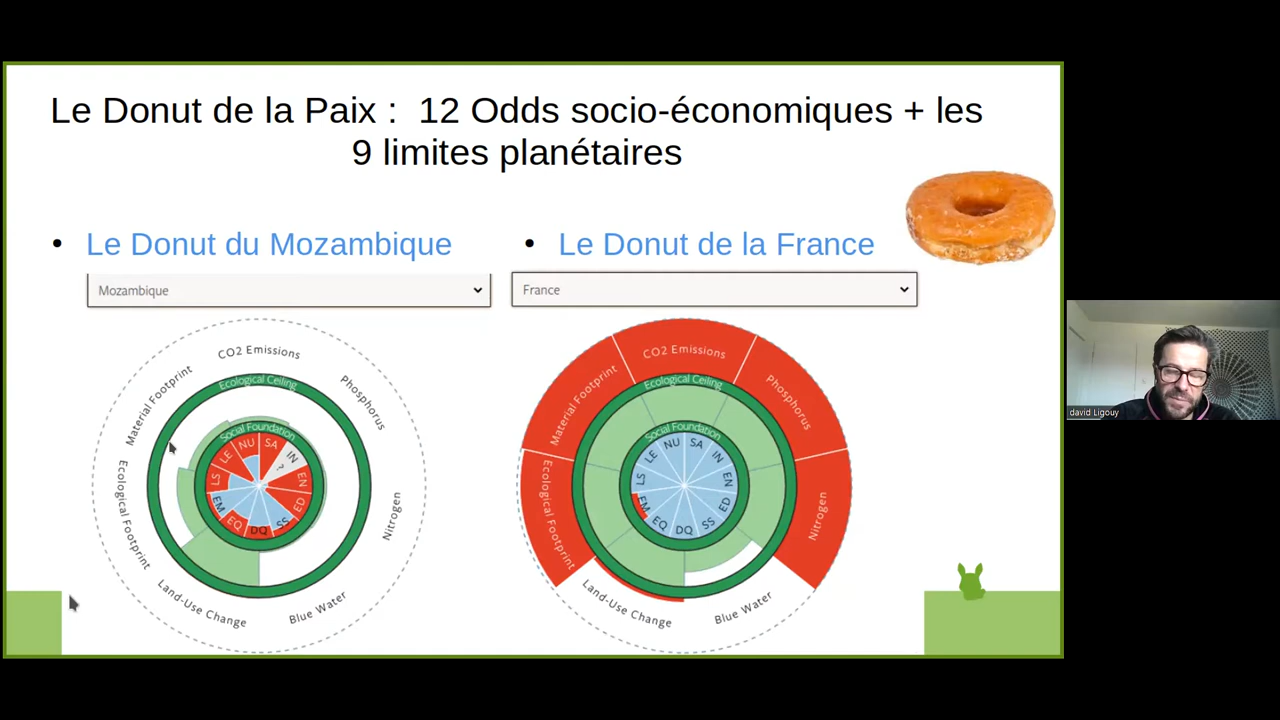 Le Donut de la Paix :  12 Odds socio-économiques + les
9 limites planétaires
• Le Donut du Mozambique
• Le Donut de la France
Mozambique
France
CO2 Emissions
Phosphorus
Nitrogen
Blue Water
Land-Use Change
Ecological Footprint
Material Footprint
Ecological Ceiling
Social Foundation
SA
IN
?
EN
ED
SS
DQ
EQ
EM
LS
LE
NU
CO2 Emissions
Phosphorus
Nitrogen
Blue Water
Land-Use Change
Ecological Footprint
Material Footprint
Ecological Ceiling
Social Foundation
SA
IN
EN
ED
SS
DQ
EQ
EM
LS
LE
NU
david Ligouy